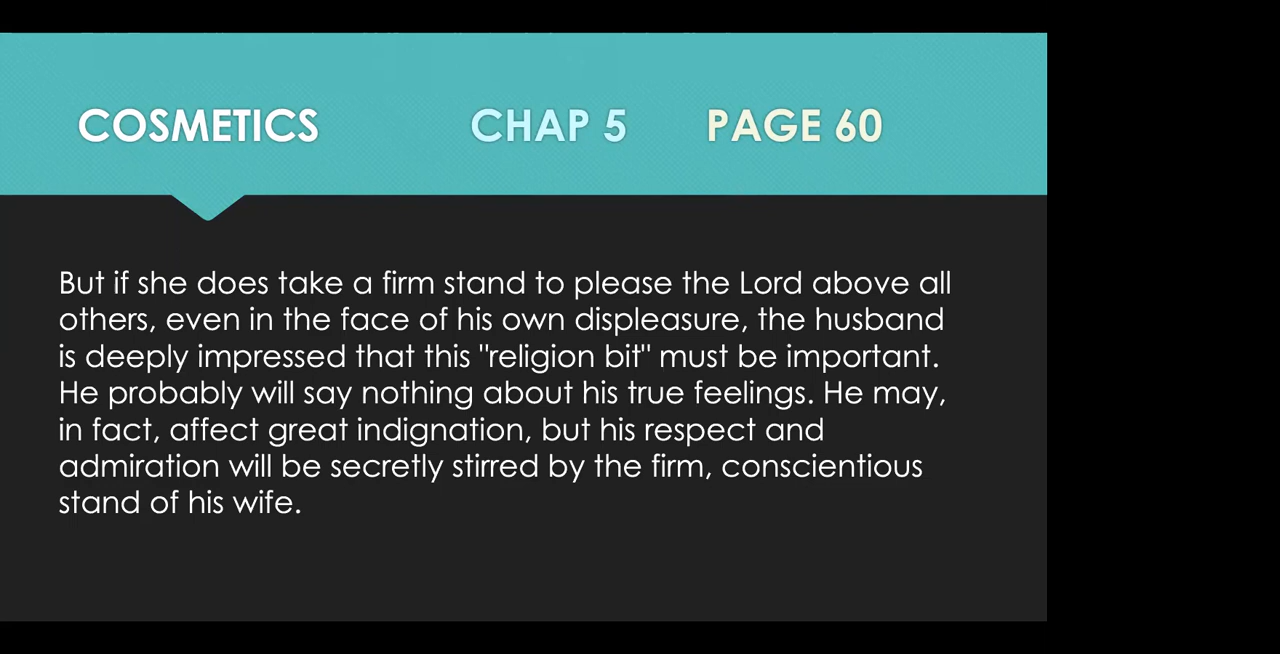 COSMETICS CHAP 5 PAGE 60
But if she does take a firm stand to please the Lord above all
others, even in the face of his own displeasure, the husband
is deeply impressed that this "religion bit" must be important.
He probably will say nothing about his true feelings. He may,
in fact, affect great indignation, but his respect and
admiration will be secretly stirred by the firm, conscientious
stand of his wife.